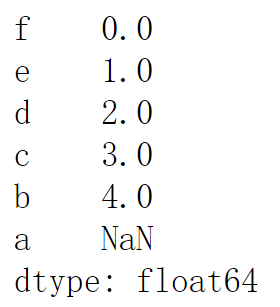 f    0.0
e    1.0
d    2.0
c    3.0
b    4.0
a    NaN
dtype: float64